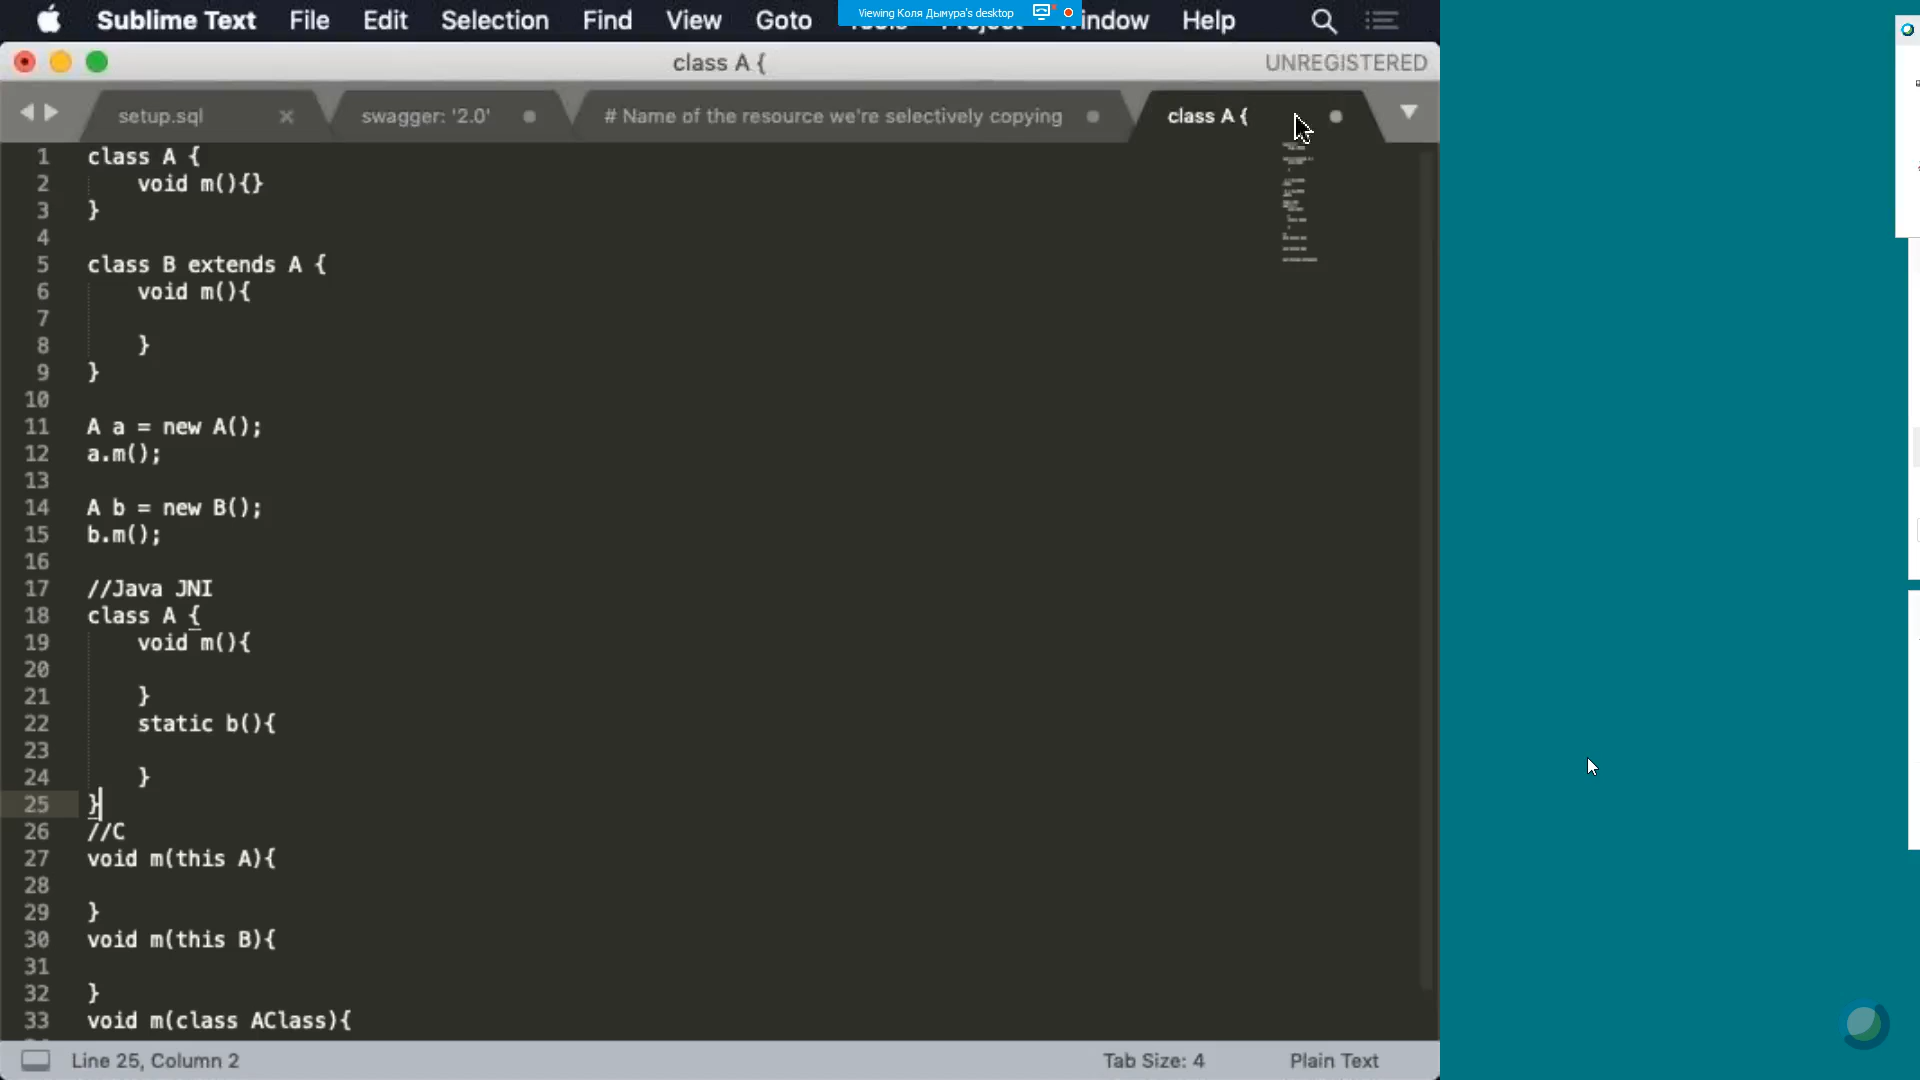 Sublime Text File Edit Selection Find View Goto Tools Project Window Help
Viewing Коля Дымура's desktop
class A {
UNREGISTERED
setup.sql
swagger: '2.0'
# Name of the resource we're selectively copying
class A {
1 class A {
2 void m(){}
3 }
4
5 class B extends A {
6 void m(){
7
8 }
9 }
10
11 A a = new A();
12 a.m();
13
14 A b = new B();
15 b.m();
16
17 //Java JNI
18 class A {
19 void m(){
20
21 }
22 static b(){
23
24 }
25 }
26 //C
27 void m(this A){
28
29 }
30 void m(this B){
31
32 }
33 void m(class AClass){
Line 25, Column 2
Tab Size: 4
Plain Text